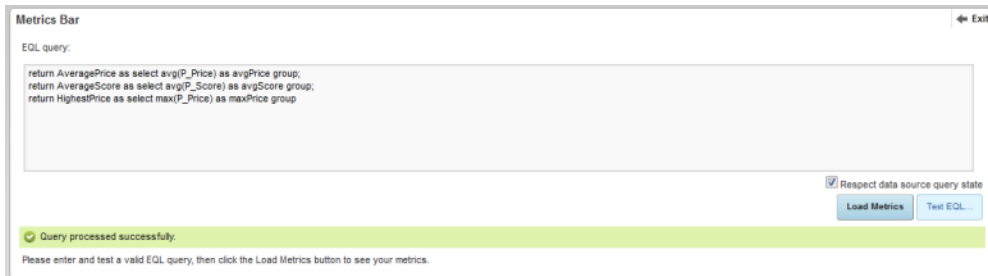 Metrics Bar
Exit
EQL query:
return AveragePrice as select avg(P_Price) as avgPrice group;
return AverageScore as select avg(P_Score) as avgScore group;
return HighestPrice as select max(P_Price) as maxPrice group
Respect data source query state
Load Metrics Test EQL...
Query processed successfully.
Please enter and test a valid EQL query, then click the Load Metrics button to see your metrics.